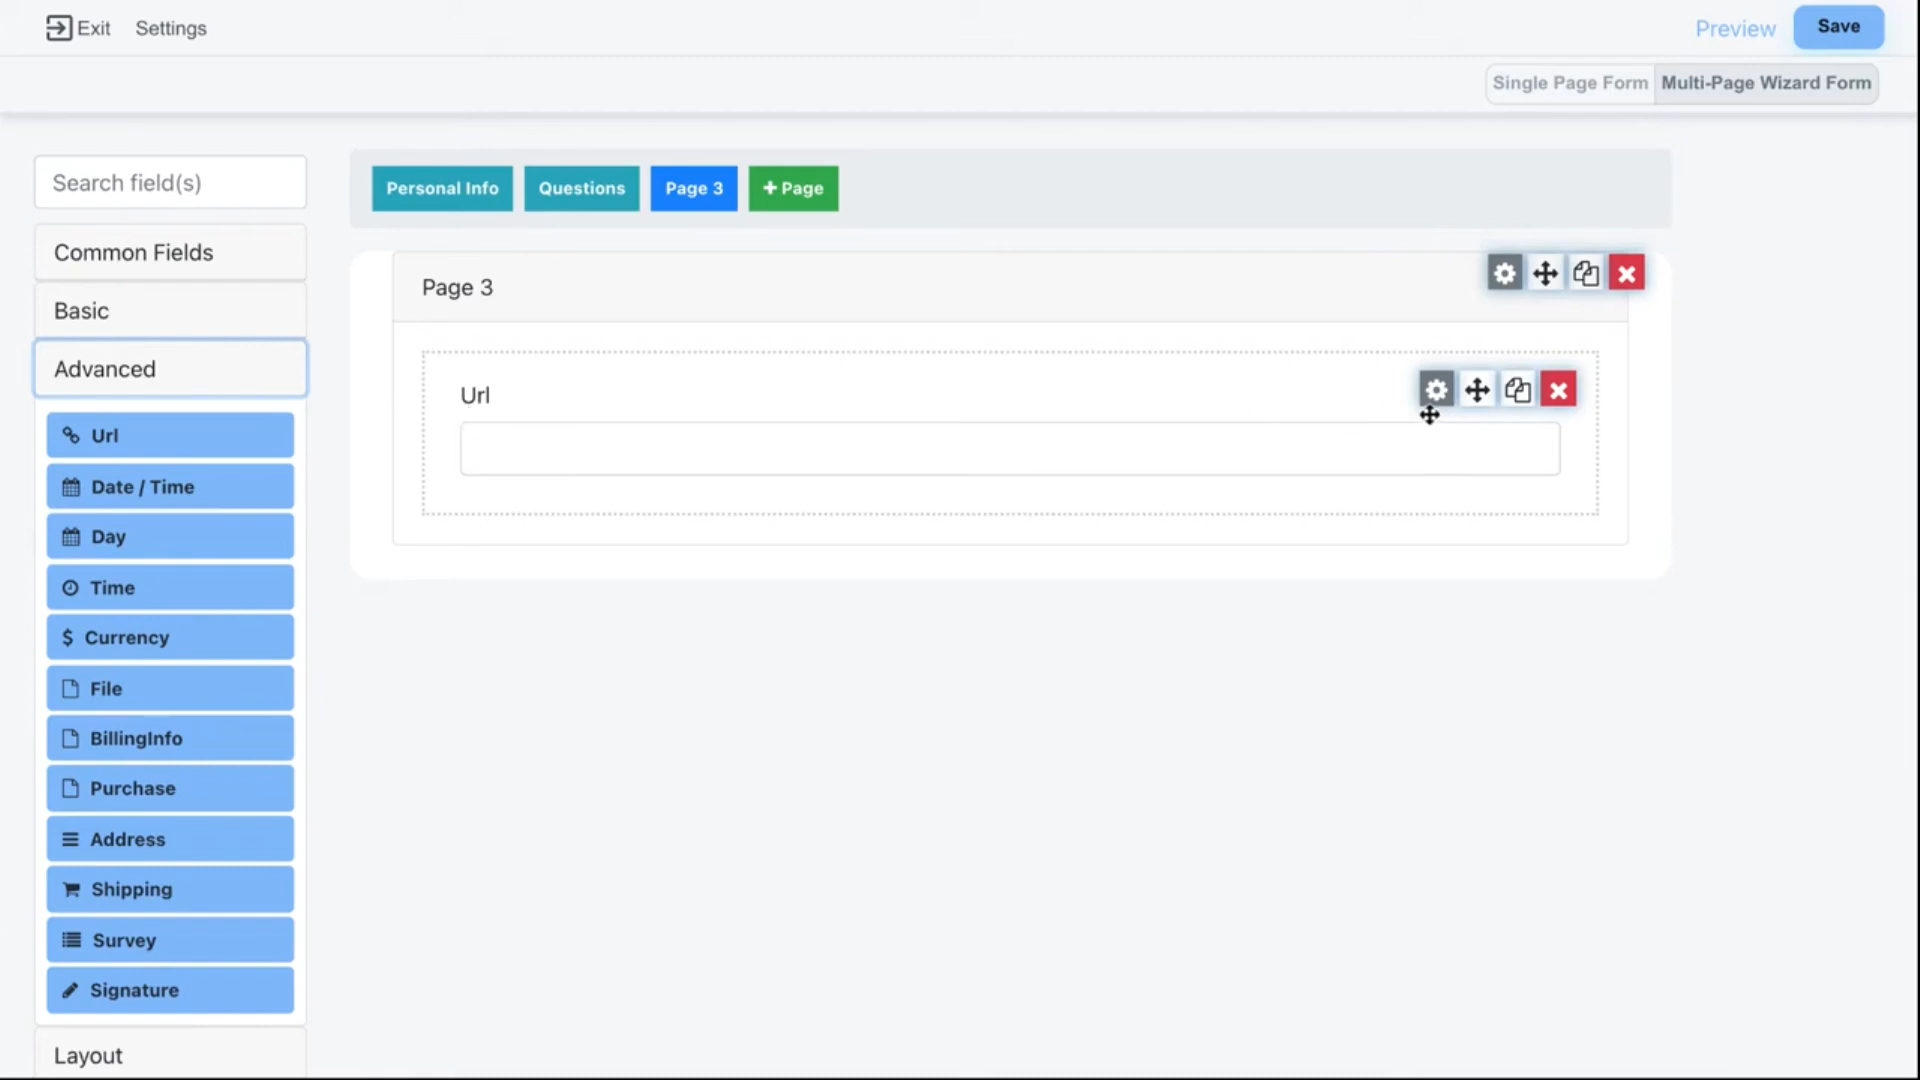 Exit Settings Preview Save
Single Page Form Multi-Page Wizard Form
Search field(s)
Common Fields
Basic
Advanced
Url
Date / Time
Day
Time
$ Currency
File
BillingInfo
Purchase
Address
Shipping
Survey
Signature
Layout
Personal Info Questions Page 3 + Page
Page 3
Url